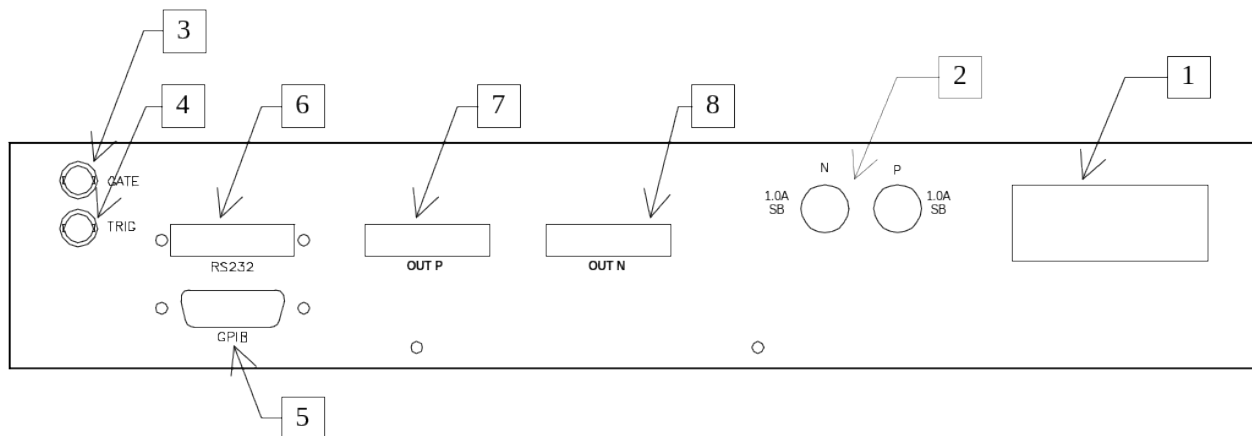 3
4
6
7
8
2
1
GATE
TRIG
N
P
1.0A
SB
1.0A
SB
RS232
OUT P
OUT N
GPIB
5